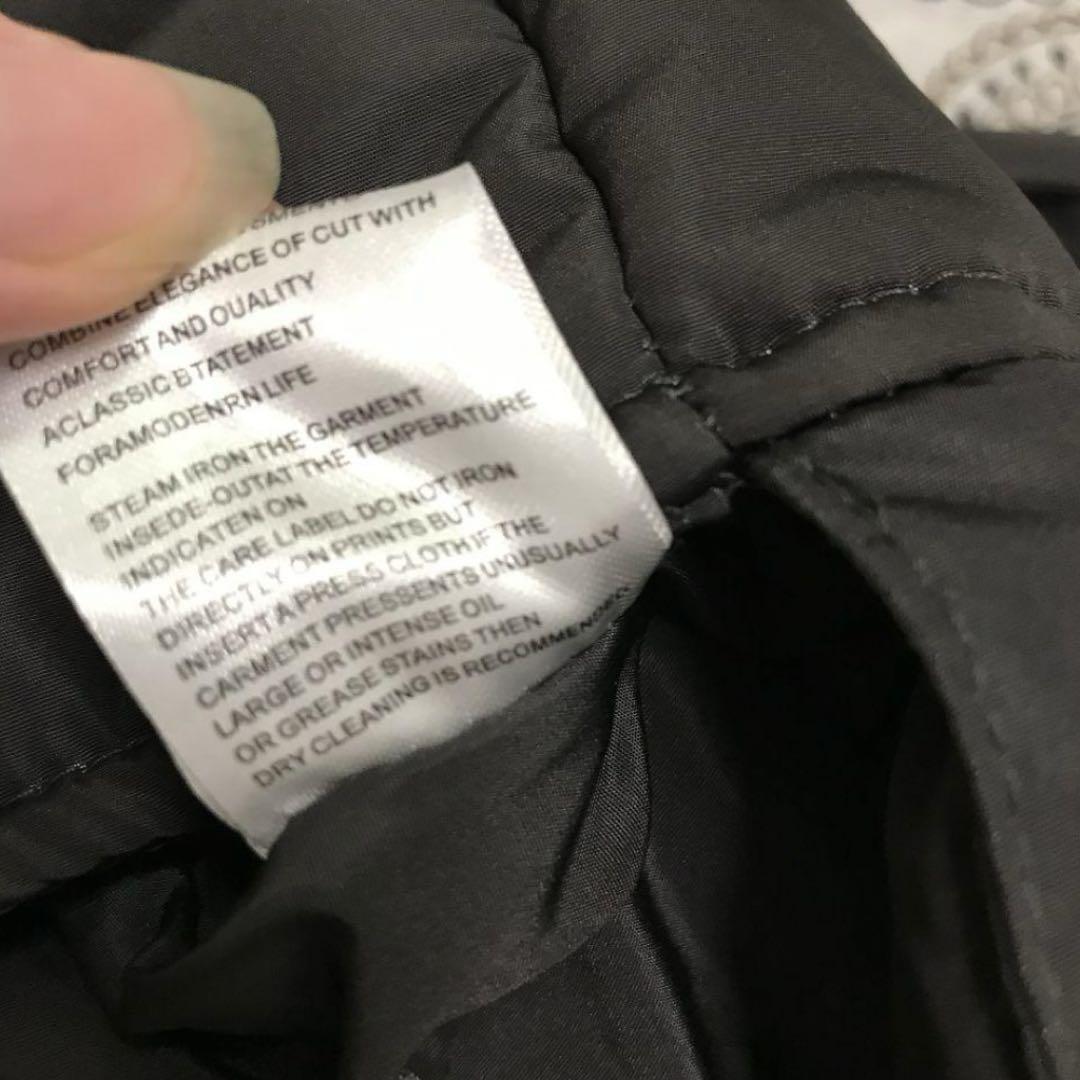 COMBINE ELEGANCE OF CUT WITH
COMFORT AND OUALITY
ACLASSIC BTATEMENT
FORAMODENRN LIFE
STEAM IRON THE GARMENT
INSEDE-OUTAT THE TEMPERATURE
INDICATEN ON
THE CARE LABEL DO NOT IRON
DIRECTLY ON PRINTS BUT
INSERT A PRESS CLOTH IF THE
CARMENT PRESSENTS UNUSUALLY
LARGE OR INTENSE OIL
OR GREASE STAINS THEN
DRY CLEANING IS RECOMMENDED